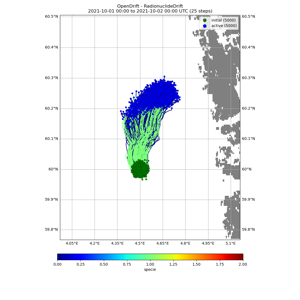 OpenDrift - RadionuclideDrift
2021-10-01 00:00 to 2021-10-02 00:00 UTC (25 steps)
initial (5000)
active (5000)
60.5°N
60.5°N
60.4°N
60.4°N
60.3°N
60.3°N
60.2°N
60.2°N
60.1°N
60.1°N
60°N
60°N
59.9°N
59.9°N
59.8°N
59.8°N
4.05°E
4.2°E
4.35°E
4.5°E
4.65°E
4.8°E
4.95°E
5.1°E
0.00
0.25
0.50
0.75
1.00
1.25
1.50
1.75
2.00
specie